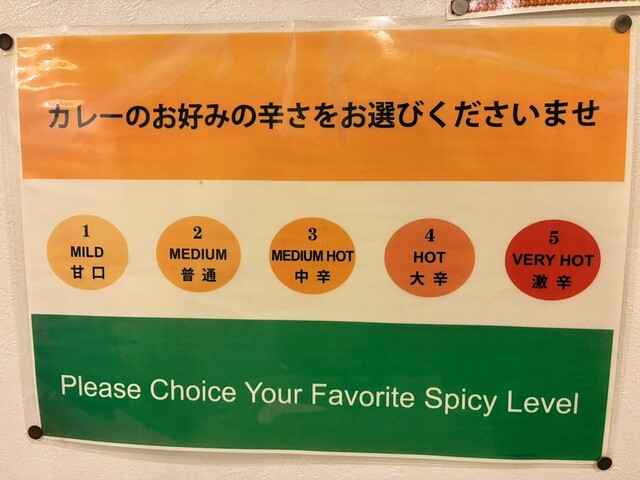 カレーのお好みの辛さをお選びくださいませ
1
MILD
甘口
2
MEDIUM
普通
3
MEDIUM HOT
中辛
4
HOT
大辛
5
VERY HOT
激辛
Please Choice Your Favorite Spicy Level